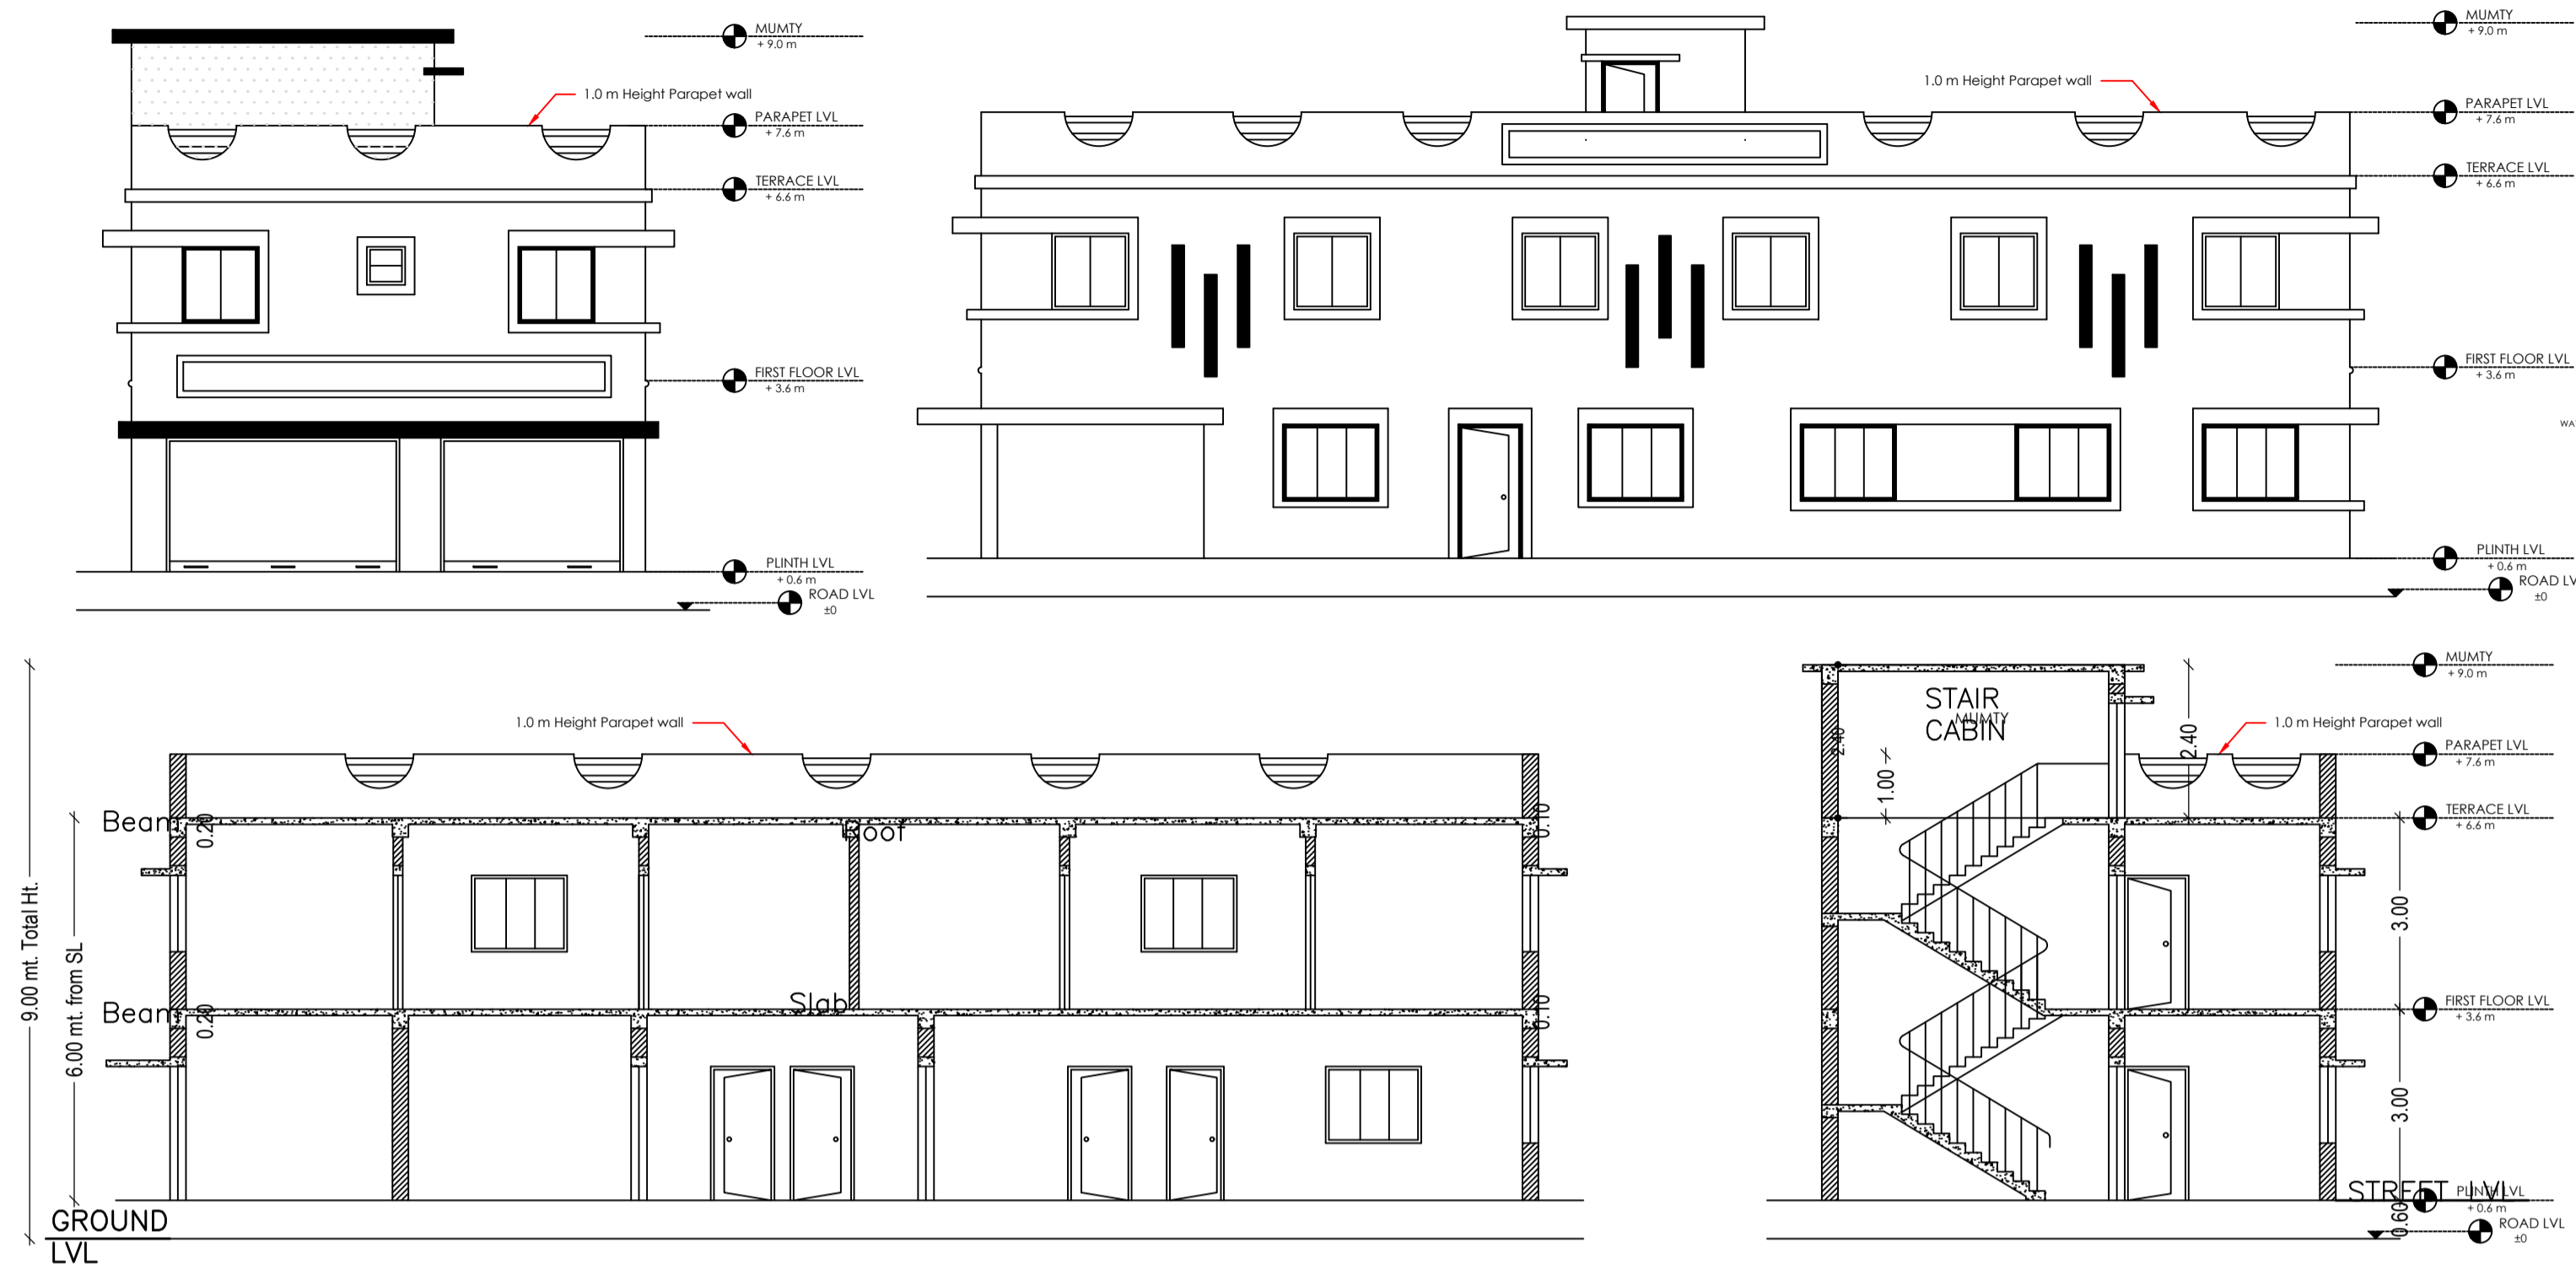 MUMTY
+ 9.0 m
1.0 m Height Parapet wall
PARAPET LVL
+ 7.6 m
TERRACE LVL
+ 6.6 m
FIRST FLOOR LVL
+ 3.6 m
PLINTH LVL
+ 0.6 m
ROAD LVL
±0
MUMTY
+ 9.0 m
1.0 m Height Parapet wall
PARAPET LVL
+ 7.6 m
TERRACE LVL
+ 6.6 m
FIRST FLOOR LVL
+ 3.6 m
WA
PLINTH LVL
+ 0.6 m
ROAD LV
±0
9.00 mt. Total Ht.
6.00 mt. from SL
1.0 m Height Parapet wall
Beam
0.20
Roof
0.10
Beam
0.20
Slab
0.10
GROUND
LVL
STAIR
CABIN
MUMTY
2.40
1.00
2.40
1.0 m Height Parapet wall
MUMTY
+ 9.0 m
PARAPET LVL
+ 7.6 m
TERRACE LVL
+ 6.6 m
3.00
FIRST FLOOR LVL
+ 3.6 m
3.00
STREET LVL
PLINTH LVL
+ 0.6 m
0.60
ROAD LVL
±0